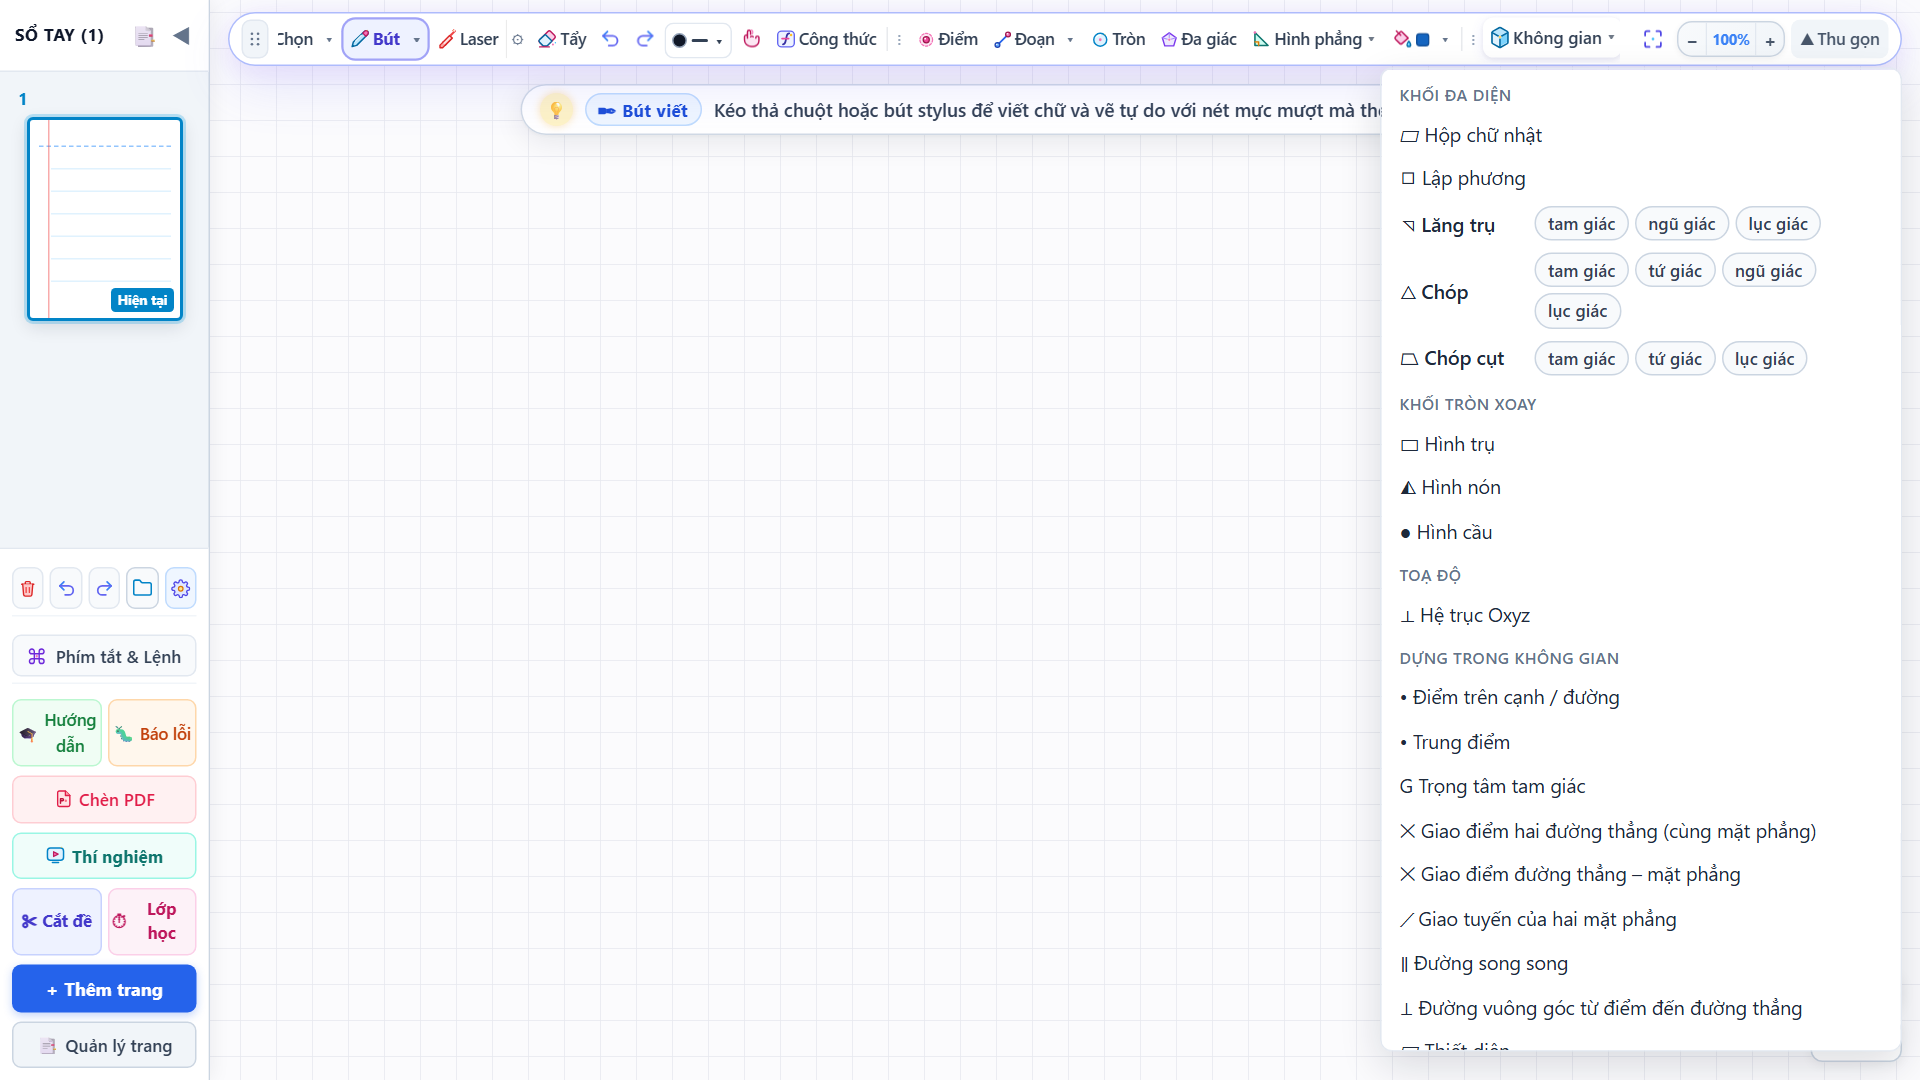 SỔ TAY (1)
1
Hiện tại
Phím tắt & Lệnh
Hướng dẫn
Báo lỗi
Chèn PDF
Thí nghiệm
Cắt đề
Lớp học
+ Thêm trang
Quản lý trang
Chọn
Bút
Laser
Tẩy
Công thức
Điểm
Đoạn
Tròn
Đa giác
Hình phẳng
Không gian
− 100% +
Thu gọn
Bút viết Kéo thả chuột hoặc bút stylus để viết chữ và vẽ tự do với nét mực mượt mà
KHỐI ĐA DIỆN
Hộp chữ nhật
Lập phương
Lăng trụ tam giác ngũ giác lục giác
Chóp tam giác tứ giác ngũ giác
lục giác
Chóp cụt tam giác tứ giác lục giác
KHỐI TRÒN XOAY
Hình trụ
Hình nón
Hình cầu
TOẠ ĐỘ
Hệ trục Oxyz
DỰNG TRONG KHÔNG GIAN
• Điểm trên cạnh / đường
• Trung điểm
G Trọng tâm tam giác
Giao điểm hai đường thẳng (cùng mặt phẳng)
Giao điểm đường thẳng – mặt phẳng
Giao tuyến của hai mặt phẳng
∥ Đường song song
⊥ Đường vuông góc từ điểm đến đường thẳng
Thiết diện